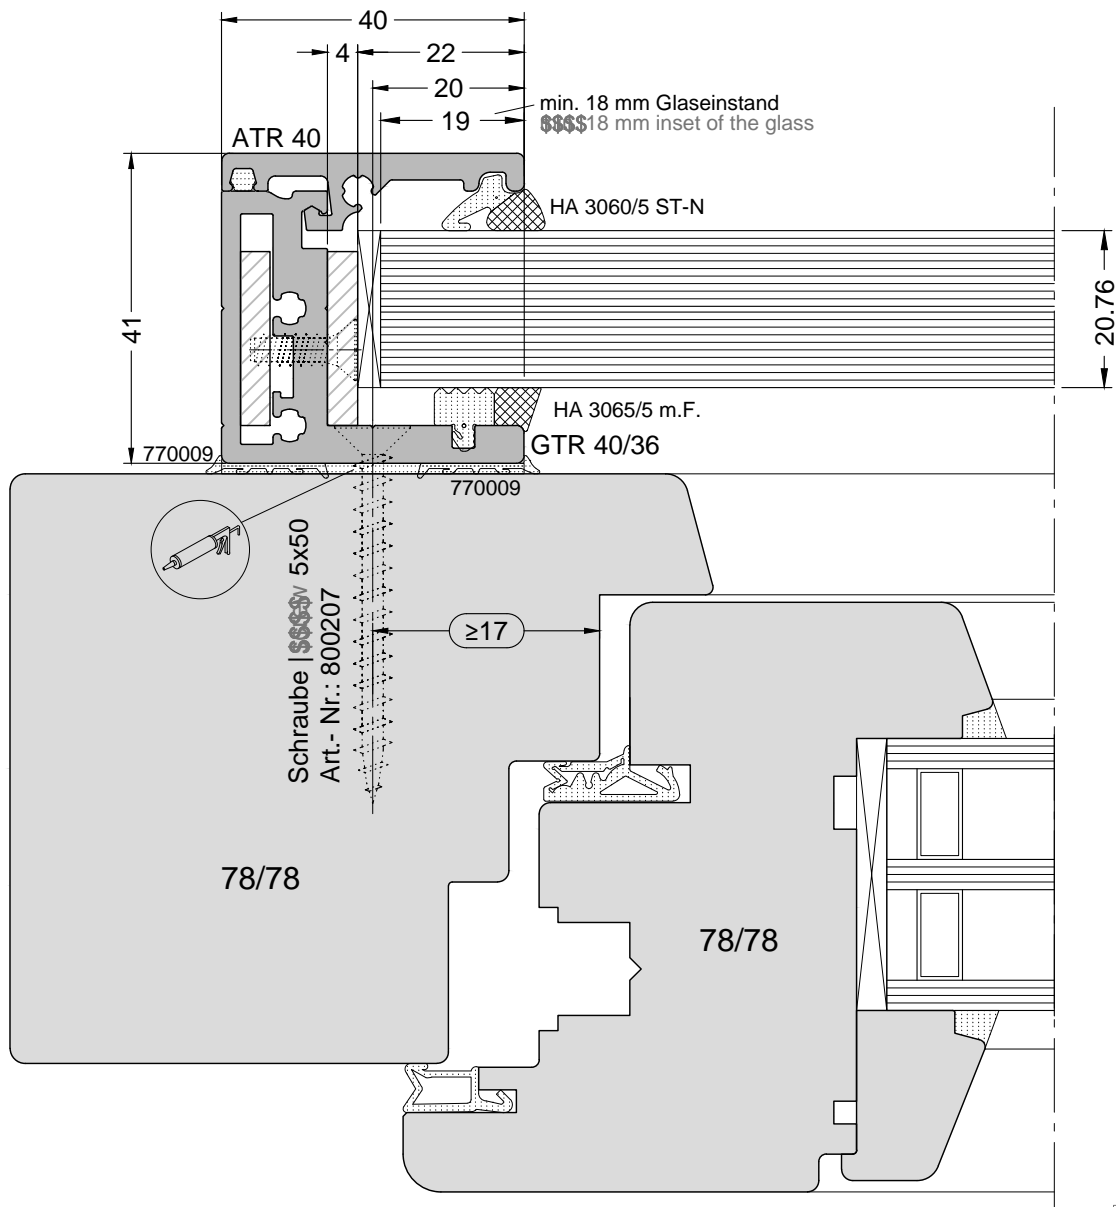 40
4
22
20
19
min. 18 mm Glaseinstand
18 mm inset of the glass
ATR 40
HA 3060/5 ST-N
41
20.76
HA 3065/5 m.F.
GTR 40/36
770009
770009
Schraube | 5x50
Art.- Nr.: 800207
≥17
78/78
78/78